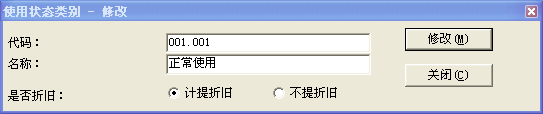 使用状态类别 - 修改
代码： 001.001 修改(M)
名称： 正常使用
关闭(C)
是否折旧： 计提折旧 不提折旧